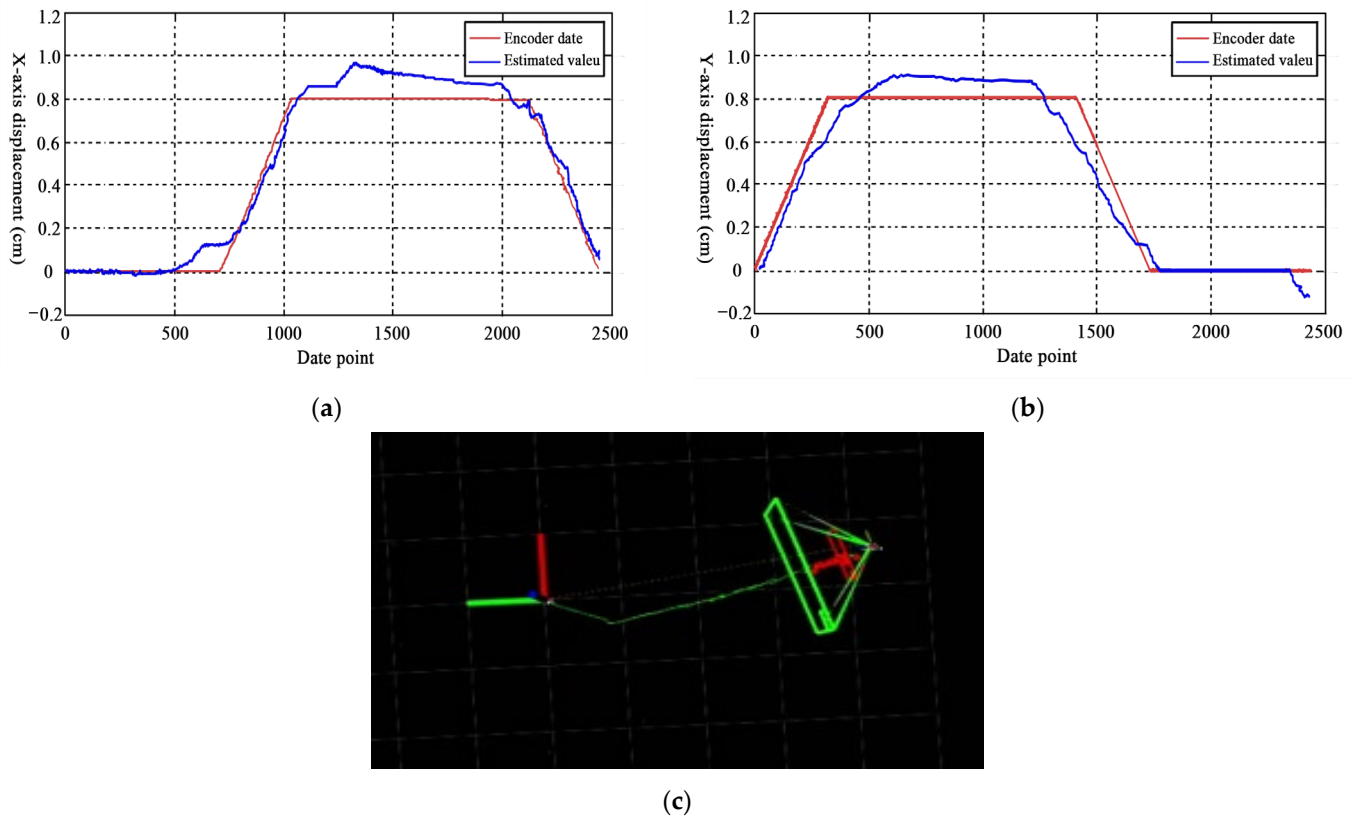 1.2
1.0
0.8
0.6
0.4
0.2
0
−0.2
X-axis displacement (cm)
Encoder date
Estimated valeu
0 500 1000 1500 2000 2500
Date point
(a)
1.2
1.0
0.8
0.6
0.4
0.2
0
−0.2
Y-axis displacement (cm)
Encoder date
Estimated valeu
0 500 1000 1500 2000 2500
Date point
(b)
(c)